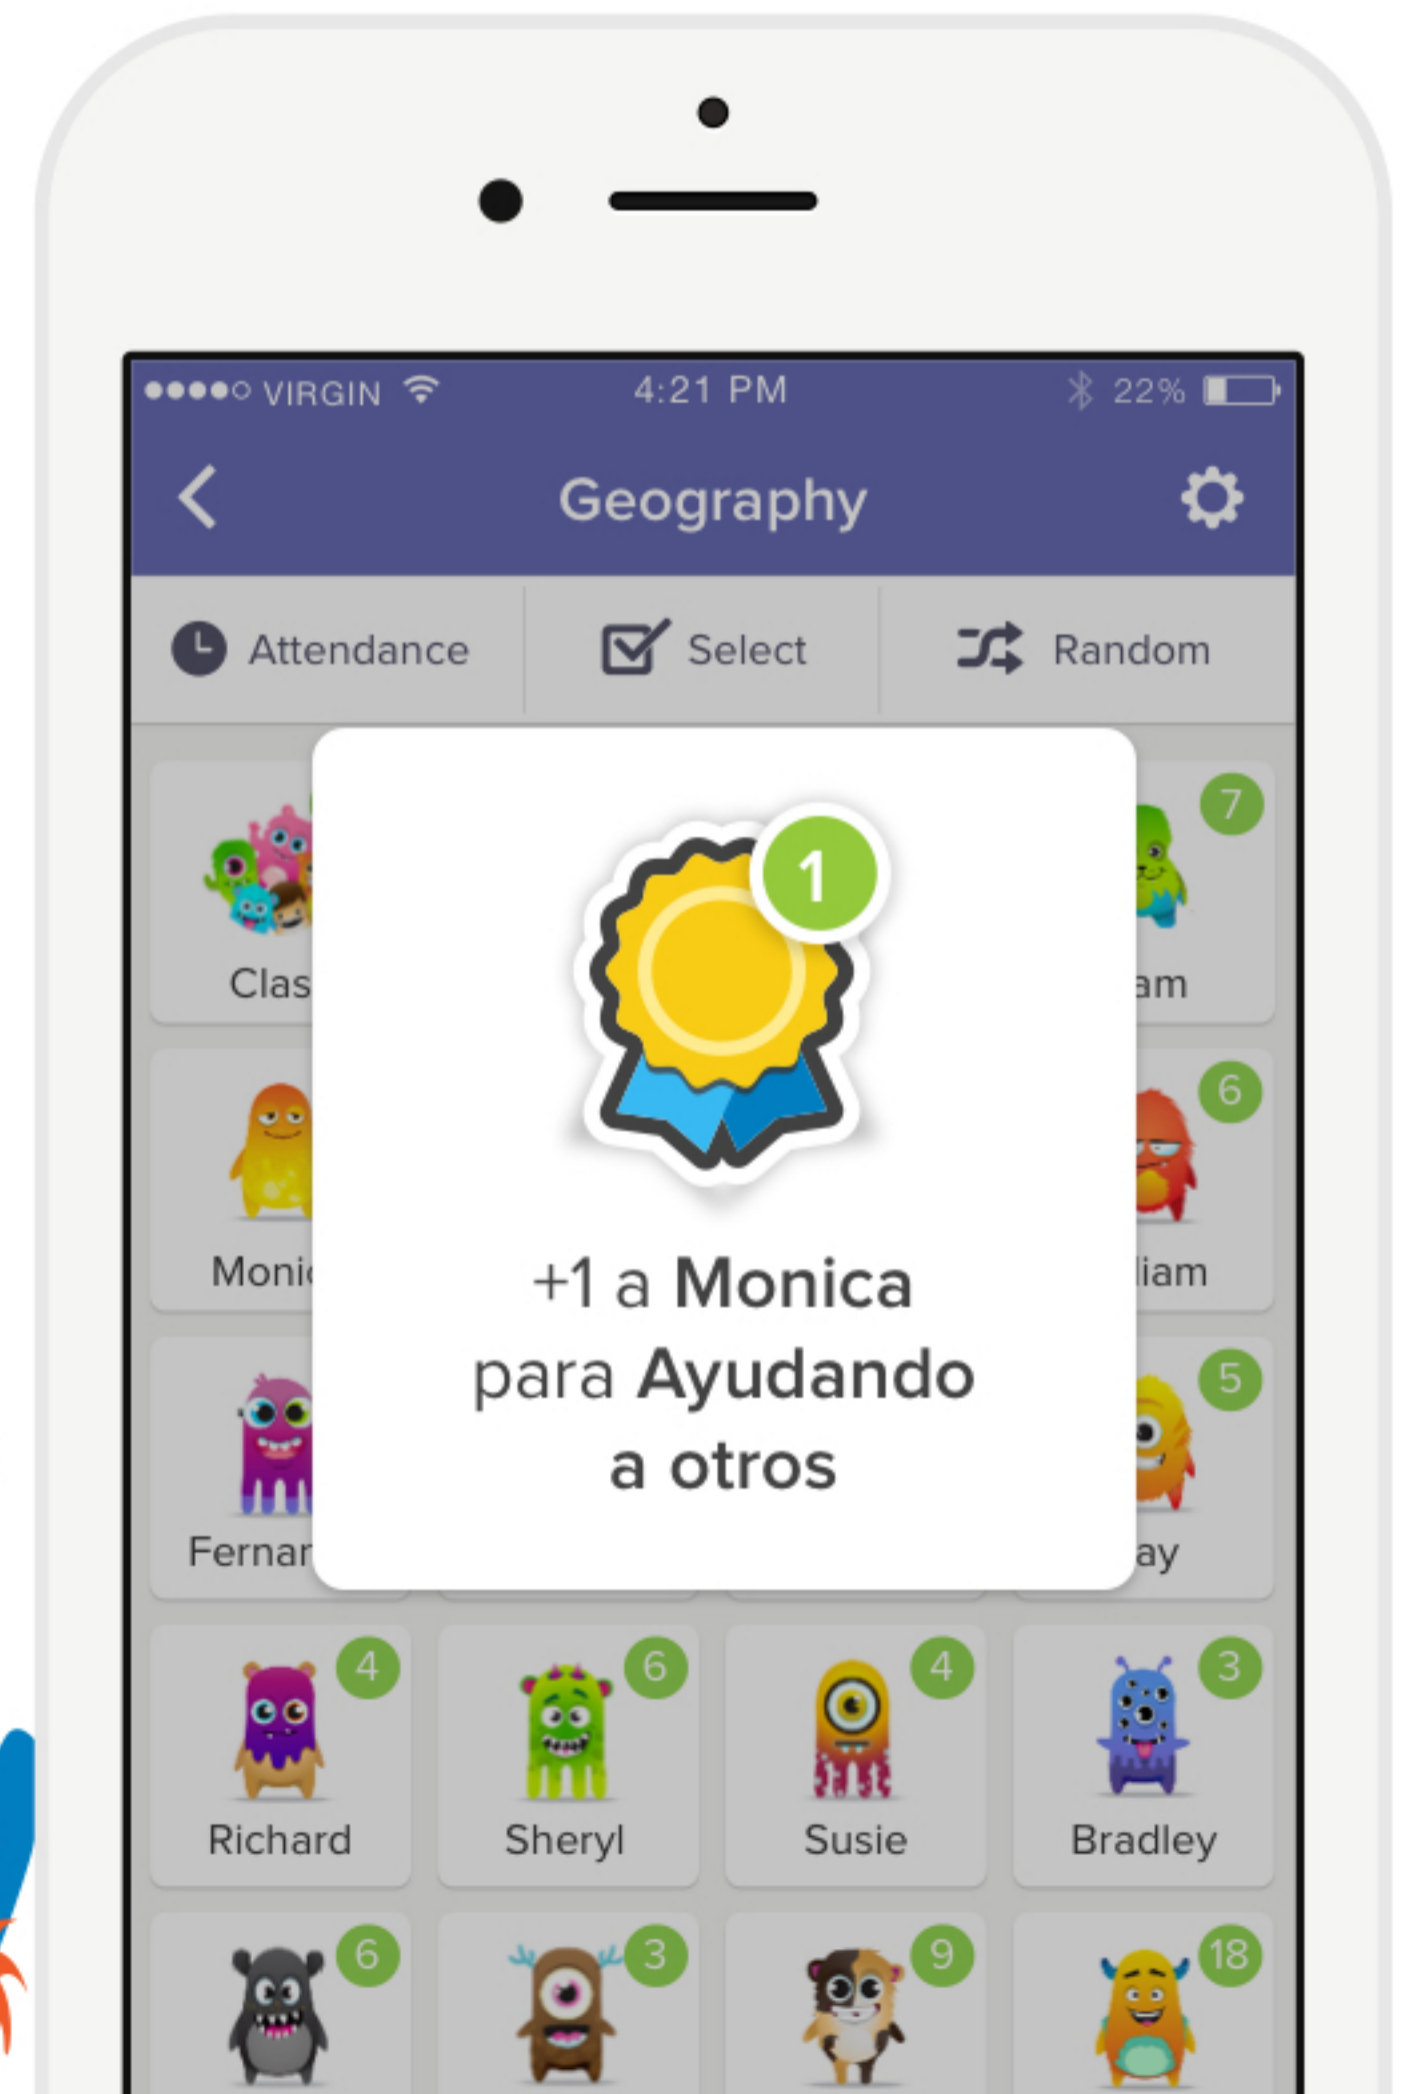 VIRGIN 4:21 PM 22%
Geography
Attendance Select Random
7
1
6
+1 a Monica
para Ayudando
5
a otros
4 6 4 3
Richard Sheryl Susie Bradley
6 3 9 18